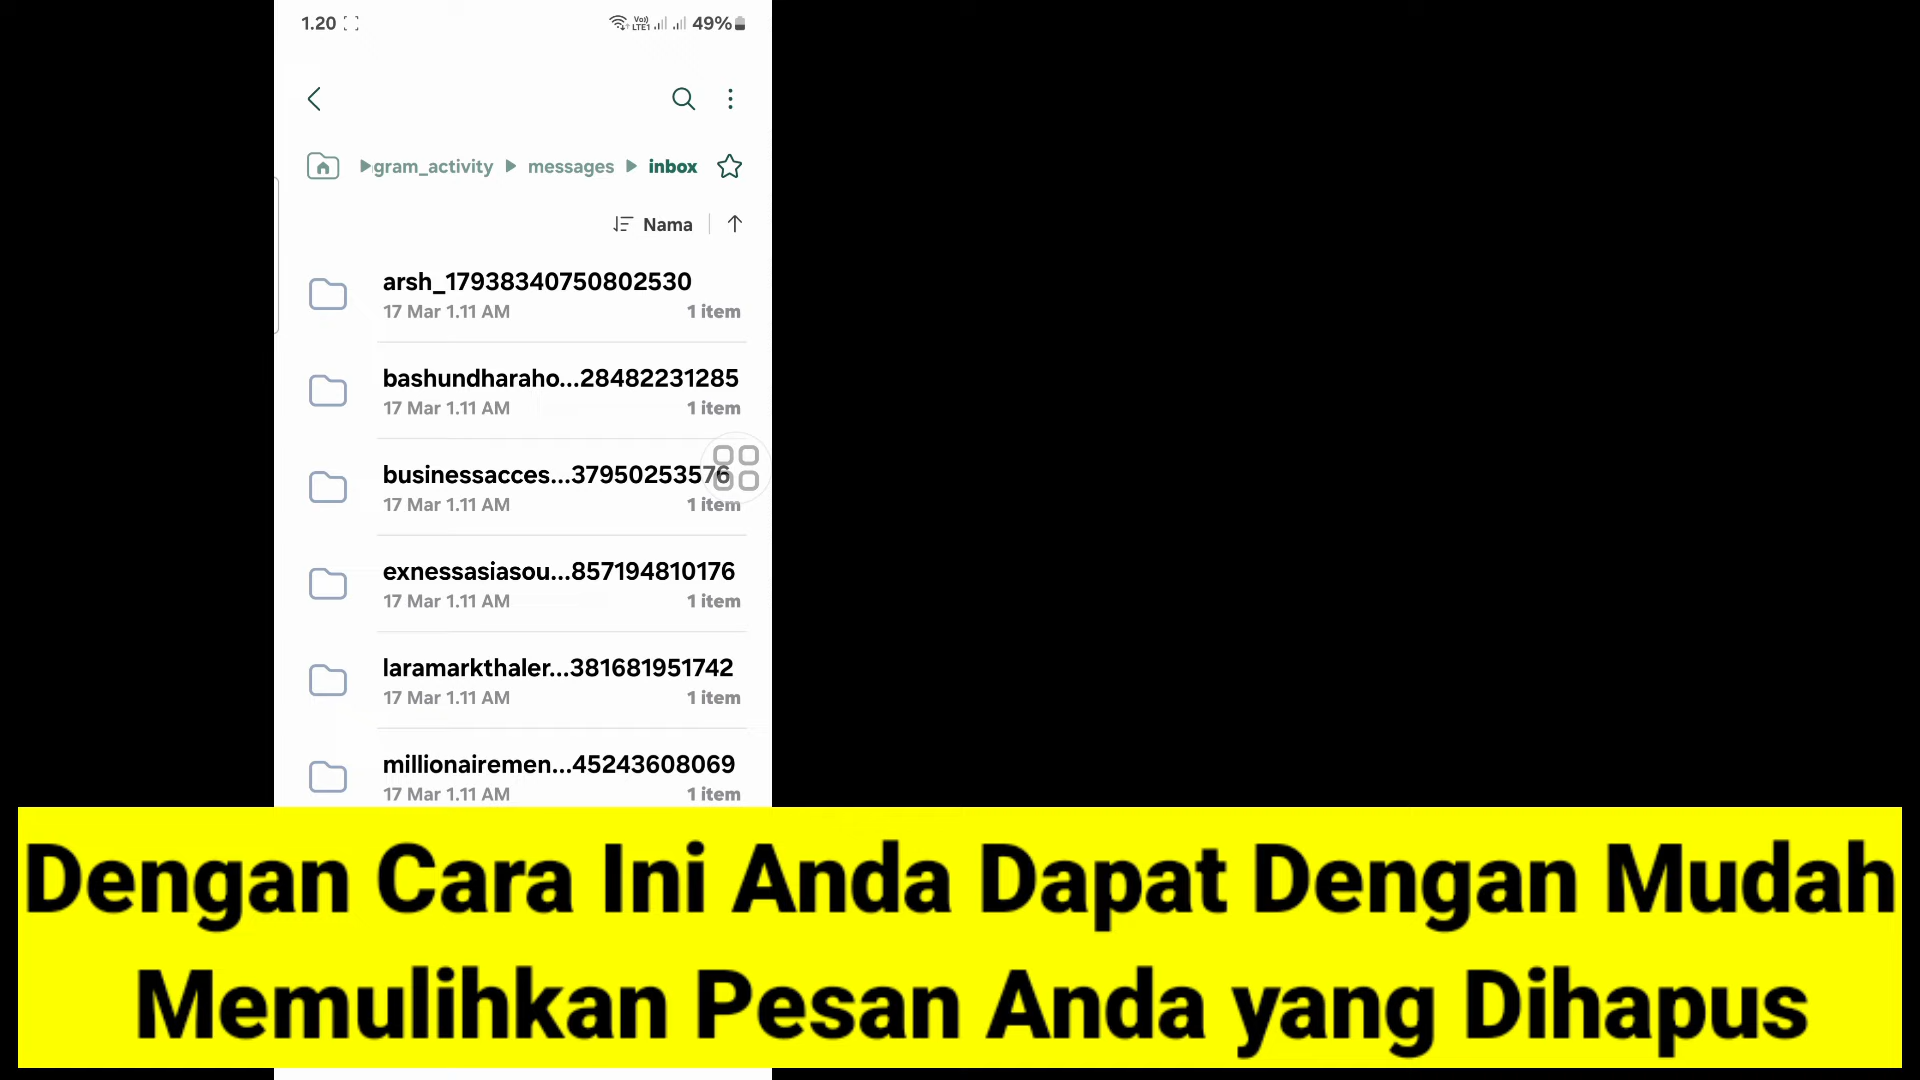 1.20 Vo)) LTE1 49%
gram_activity messages inbox
Nama
arsh_17938340750802530
17 Mar 1.11 AM 1 item
bashundharaho...28482231285
17 Mar 1.11 AM 1 item
businessacces...37950253576
17 Mar 1.11 AM 1 item
exnessasiasou...857194810176
17 Mar 1.11 AM 1 item
laramarkthaler...381681951742
17 Mar 1.11 AM 1 item
millionairemen...45243608069
17 Mar 1.11 AM 1 item
Dengan Cara Ini Anda Dapat Dengan Mudah
Memulihkan Pesan Anda yang Dihapus